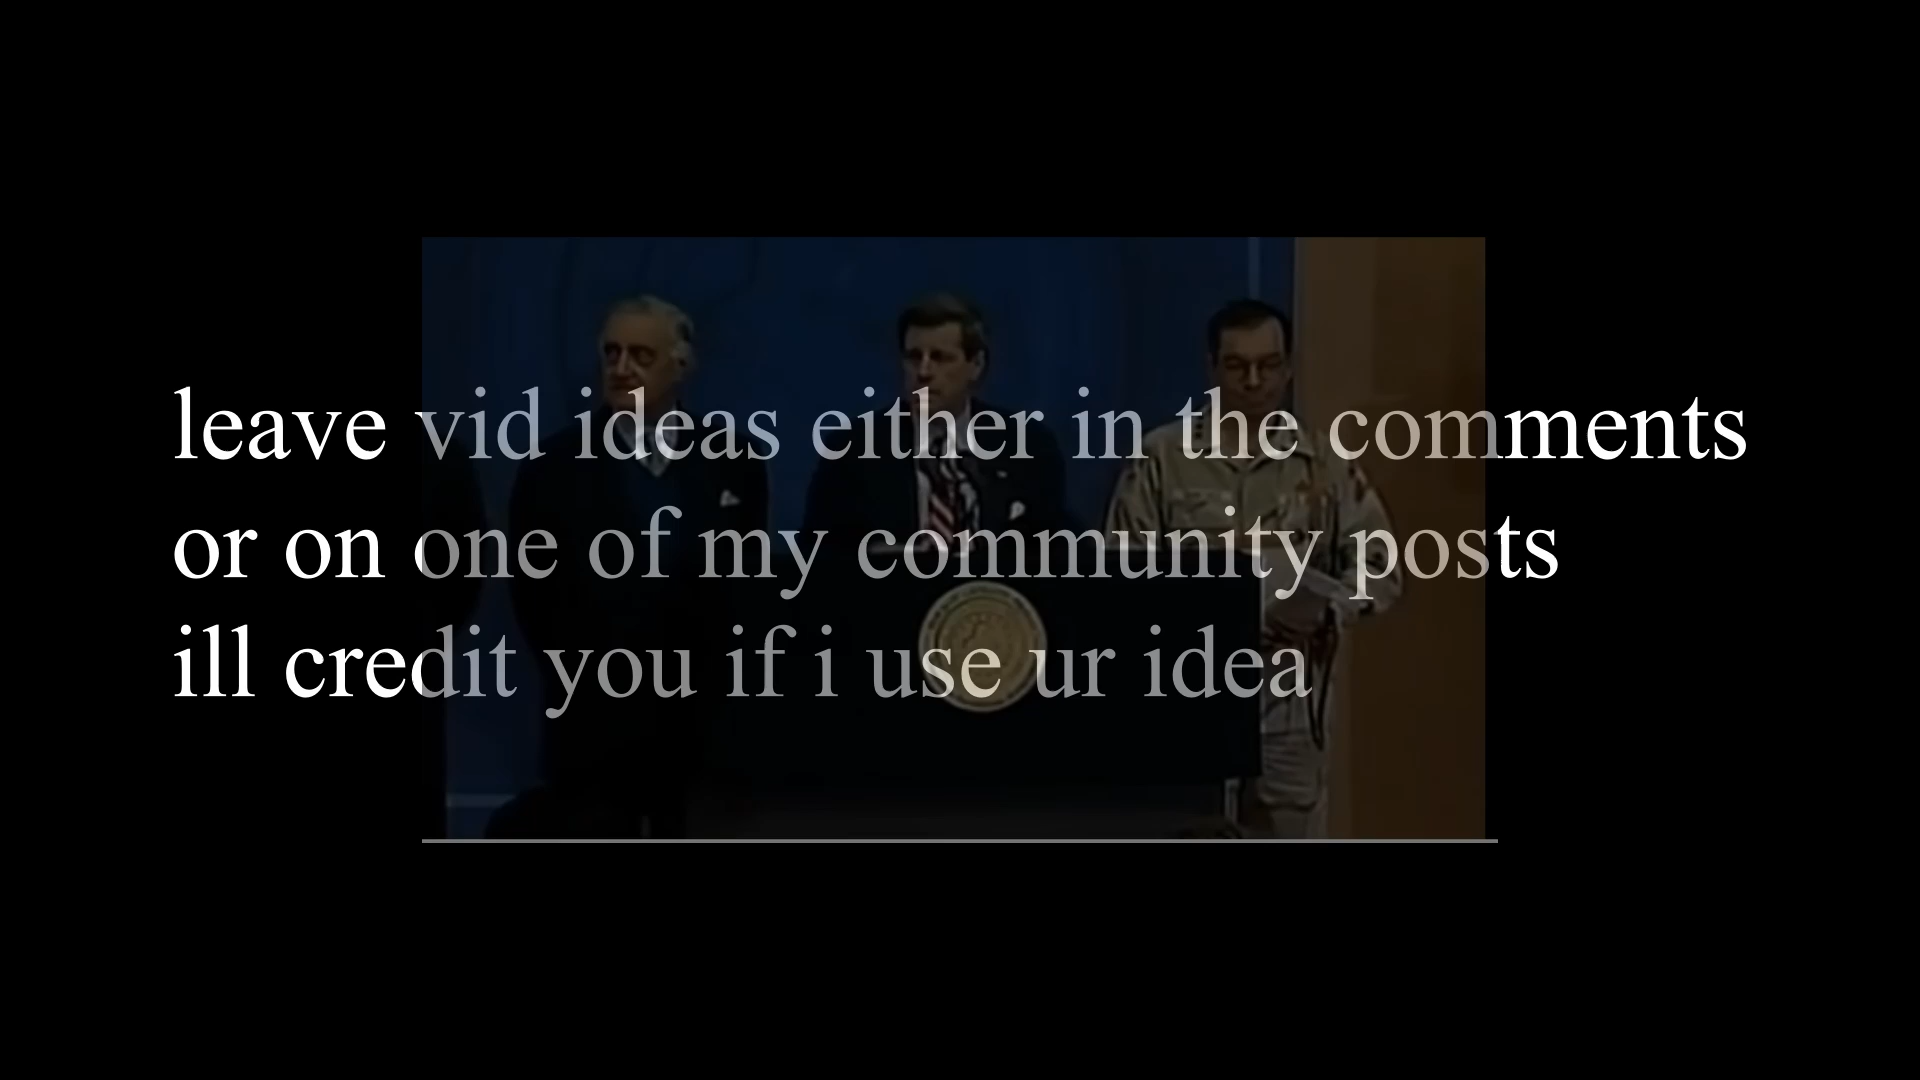 leave vid ideas either in the comments
or on one of my community posts
ill credit you if i use ur idea